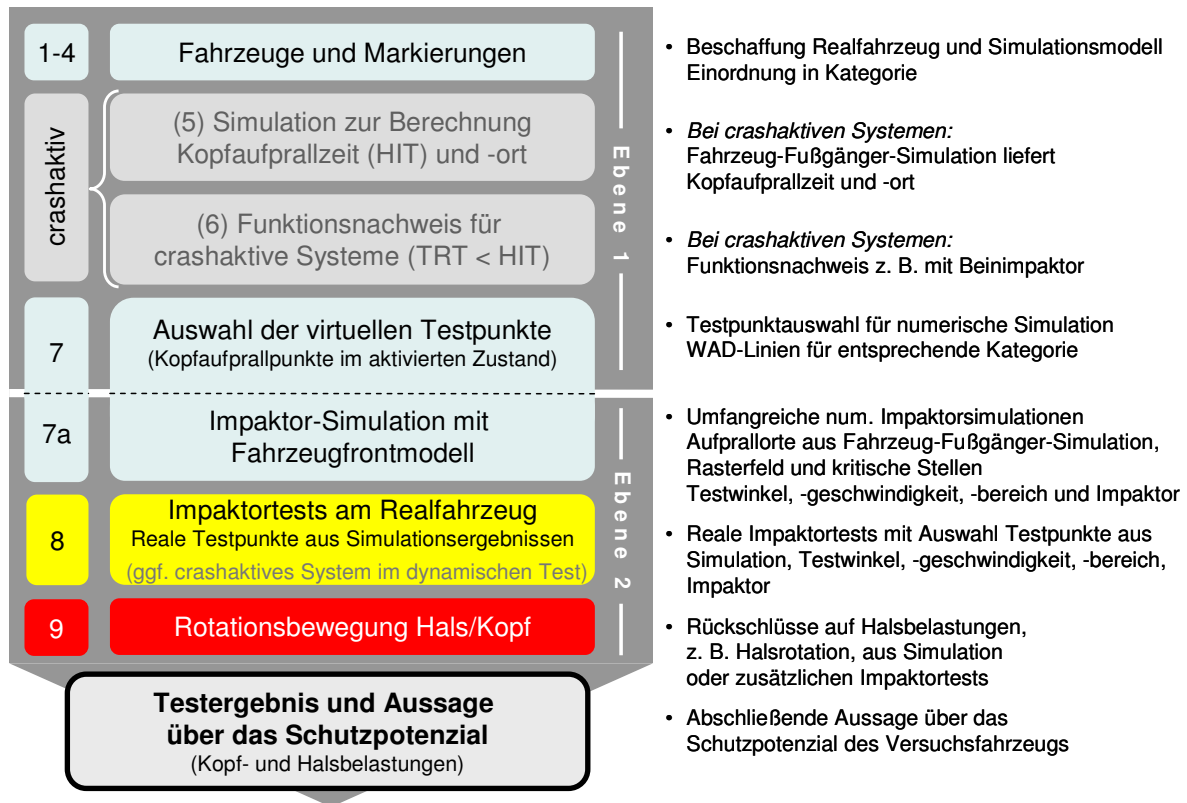 1-4
Fahrzeuge und Markierungen
• Beschaffung Realfahrzeug und Simulationsmodell
Einordnung in Kategorie
crashaktiv
(5) Simulation zur Berechnung
Kopfaufprallzeit (HIT) und -ort
• Bei crashaktiven Systemen:
Fahrzeug-Fußgänger-Simulation liefert
Kopfaufprallzeit und -ort
Ebene 1
(6) Funktionsnachweis für
crashaktive Systeme (TRT < HIT)
• Bei crashaktiven Systemen:
Funktionsnachweis z. B. mit Beinimpaktor
7
Auswahl der virtuellen Testpunkte
(Kopfaufprallpunkte im aktivierten Zustand)
• Testpunktauswahl für numerische Simulation
WAD-Linien für entsprechende Kategorie
7a
Impaktor-Simulation mit
Fahrzeugfrontmodell
• Umfangreiche num. Impaktorsimulationen
Aufprallorte aus Fahrzeug-Fußgänger-Simulation,
Rasterfeld und kritische Stellen
Testwinkel, -geschwindigkeit, -bereich und Impaktor
Ebene 2
8
Impaktortests am Realfahrzeug
Reale Testpunkte aus Simulationsergebnissen
(ggf. crashaktives System im dynamischen Test)
• Reale Impaktortests mit Auswahl Testpunkte aus
Simulation, Testwinkel, -geschwindigkeit, -bereich,
Impaktor
9
Rotationsbewegung Hals/Kopf
• Rückschlüsse auf Halsbelastungen,
z. B. Halsrotation, aus Simulation
oder zusätzlichen Impaktortests
Testergebnis und Aussage
über das Schutzpotenzial
(Kopf- und Halsbelastungen)
• Abschließende Aussage über das
Schutzpotenzial des Versuchsfahrzeugs